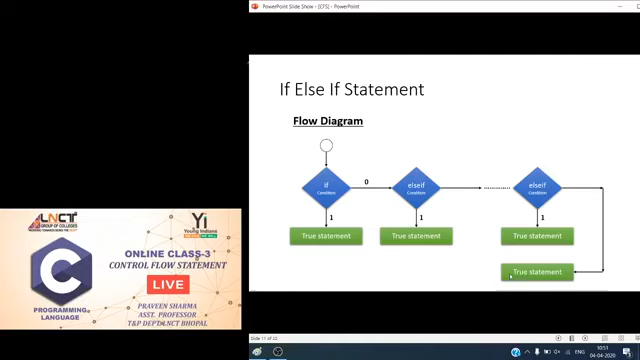 PowerPoint Slide Show - [CFS] - PowerPoint
If Else If Statement
Flow Diagram
if
Condition
0
elseif
Condition
elseif
Condition
1
1
1
True statement
True statement
True statement
True statement
LNCT
GROUP OF COLLEGES
Yi
Young Indians
C
PROGRAMMING
LANGUAGE
ONLINE CLASS-3
CONTROL FLOW STATEMENT
LIVE
PRAVEEN SHARMA
ASST. PROFESSOR
T&P DEPT.LNCT BHOPAL
Slide 11 of 22
ENG
10:51
04-04-2020